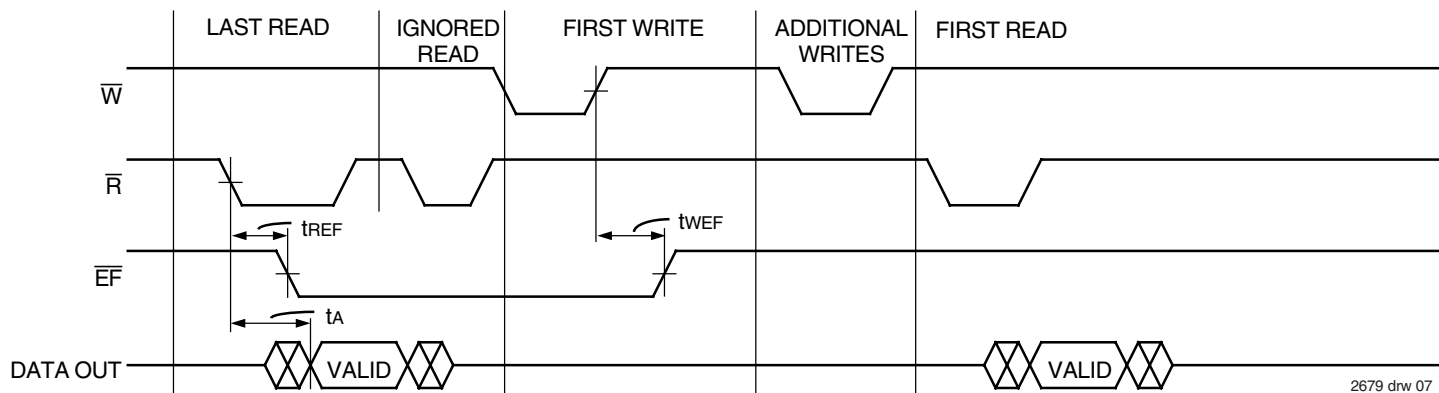 LAST READ IGNORED READ FIRST WRITE ADDITIONAL WRITES FIRST READ
W
R
tREF tWEF
EF
tA
DATA OUT VALID VALID
2679 drw 07